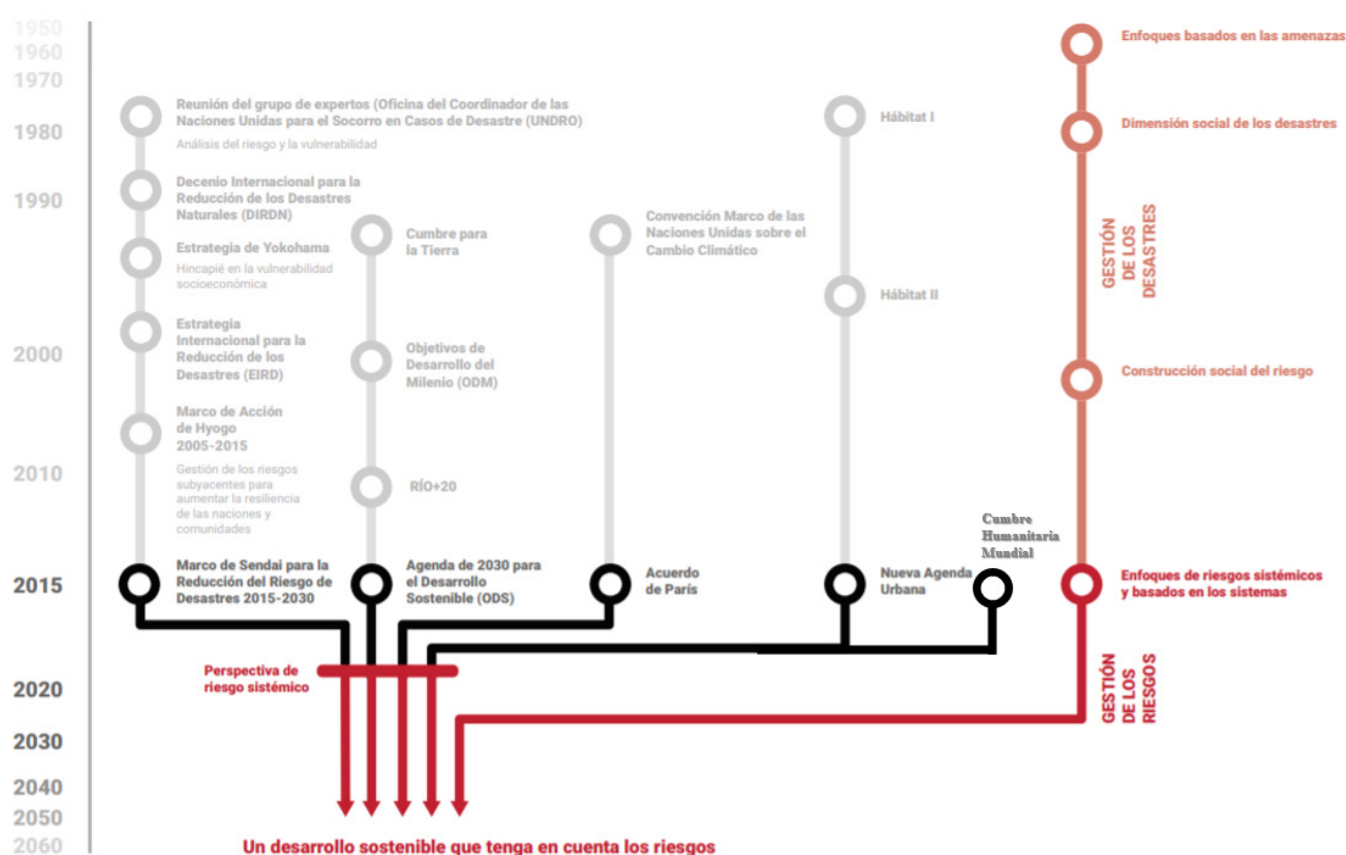 1950
1960
1970
1980
1990
2000
2010
2015
2020
2030
2040
2050
2060
Reunión del grupo de expertos (Oficina del Coordinador de las
Naciones Unidas para el Socorro en Casos de Desastre (UNDRO)
Análisis del riesgo y la vulnerabilidad
Decenio Internacional para la
Reducción de los Desastres
Naturales (DIRDN)
Estrategia de Yokohama
Hincapié en la vulnerabilidad
socioeconómica
Estrategia
Internacional para la
Reducción de los
Desastres (EIRD)
Marco de Acción
de Hyogo
2005-2015
Gestión de los riesgos
subyacentes para
aumentar la resiliencia
de las naciones y
comunidades
Marco de Sendai para la
Reducción del Riesgo de
Desastres 2015-2030
Cumbre para
la Tierra
Objetivos de
Desarrollo del
Milenio (ODM)
RÍO+20
Agenda de 2030 para
el Desarrollo
Sostenible (ODS)
Convención Marco de las
Naciones Unidas sobre el
Cambio Climático
Acuerdo
de París
Hábitat I
Hábitat II
Nueva Agenda
Urbana
Cumbre
Humanitaria
Mundial
Enfoques basados en las amenazas
Dimensión social de los desastres
GESTIÓN
DE LOS
DESASTRES
Construcción social del riesgo
Enfoques de riesgos sistémicos
y basados en los sistemas
GESTIÓN
DE LOS
RIESGOS
Perspectiva de
riesgo sistémico
Un desarrollo sostenible que tenga en cuenta los riesgos